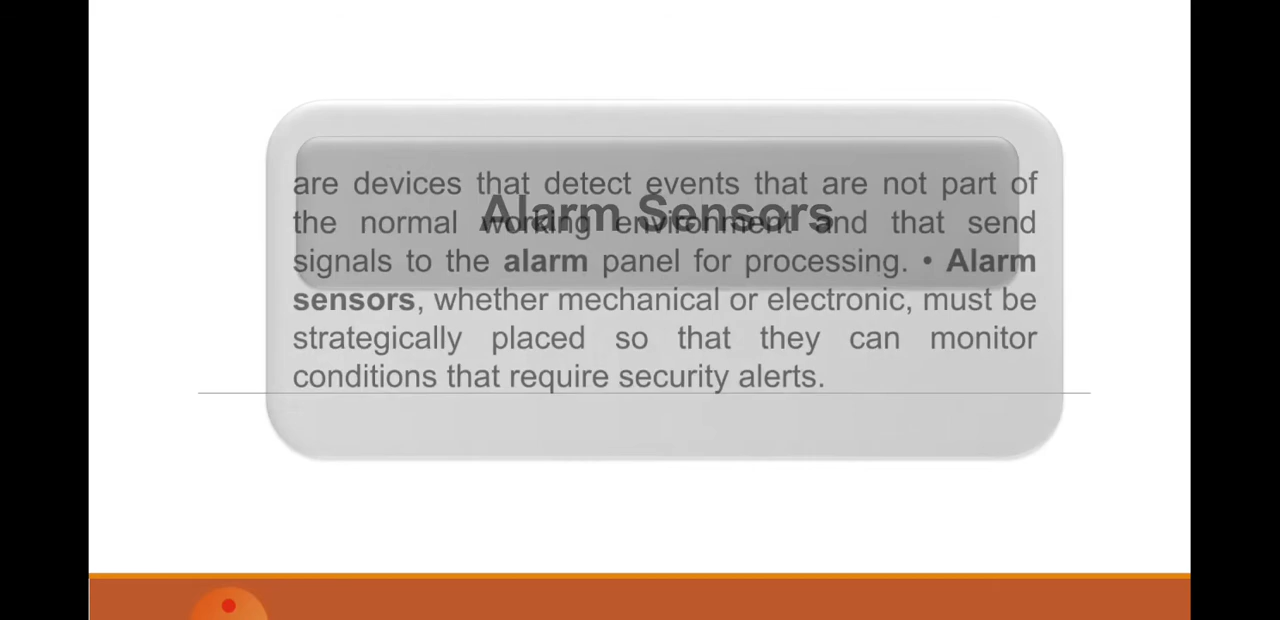 Alarm Sensors
are devices that detect events that are not part of
the normal working environment and that send
signals to the alarm panel for processing. • Alarm
sensors, whether mechanical or electronic, must be
strategically placed so that they can monitor
conditions that require security alerts.